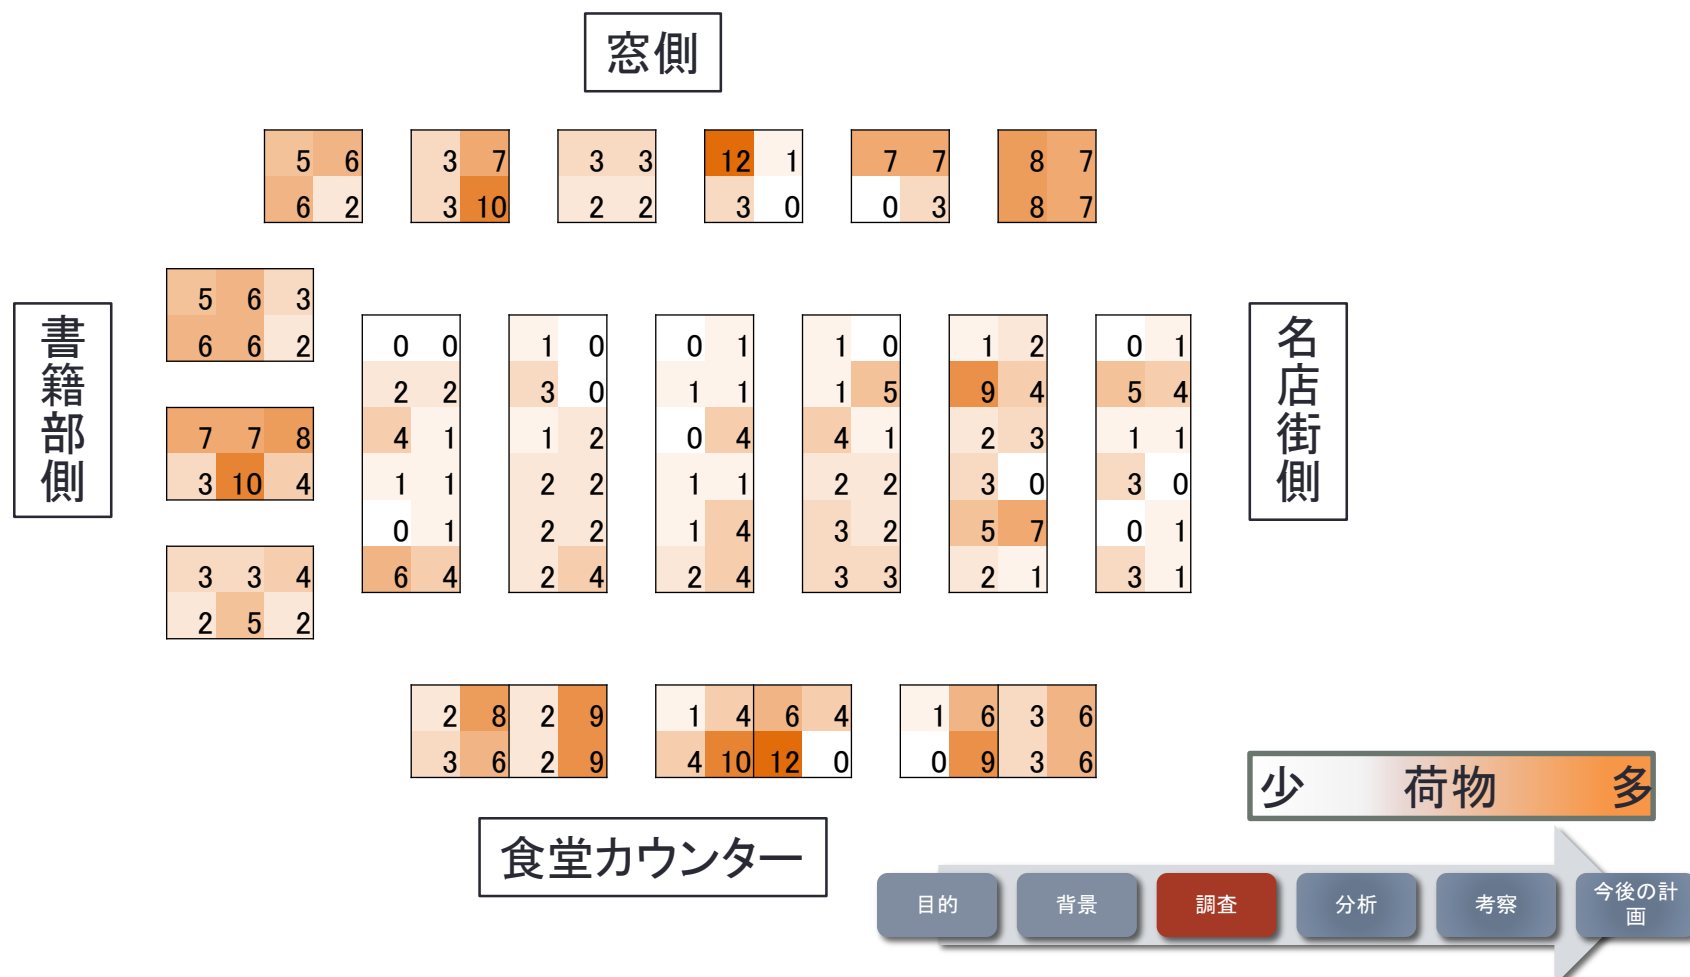 窓側
5 6 3 7 3 3 12 1 7 7 8 7
6 2 3 10 2 2 3 0 0 3 8 7
書籍部側
5 6 3
6 6 2
7 7 8
3 10 4
3 3 4
2 5 2
0 0 1 0 0 1 1 0 1 2 0 1
2 2 3 0 1 1 1 5 9 4 5 4
4 1 1 2 0 4 4 1 2 3 1 1
1 1 2 2 1 1 2 2 3 0 3 0
0 1 2 2 1 4 3 2 5 7 0 1
6 4 2 4 2 4 3 3 2 1 3 1
名店街側
2 8 2 9 1 4 6 4 1 6 3 6
3 6 2 9 4 10 12 0 0 9 3 6
食堂カウンター
少 荷物 多
目的
背景
調査
分析
考察
今後の計
画